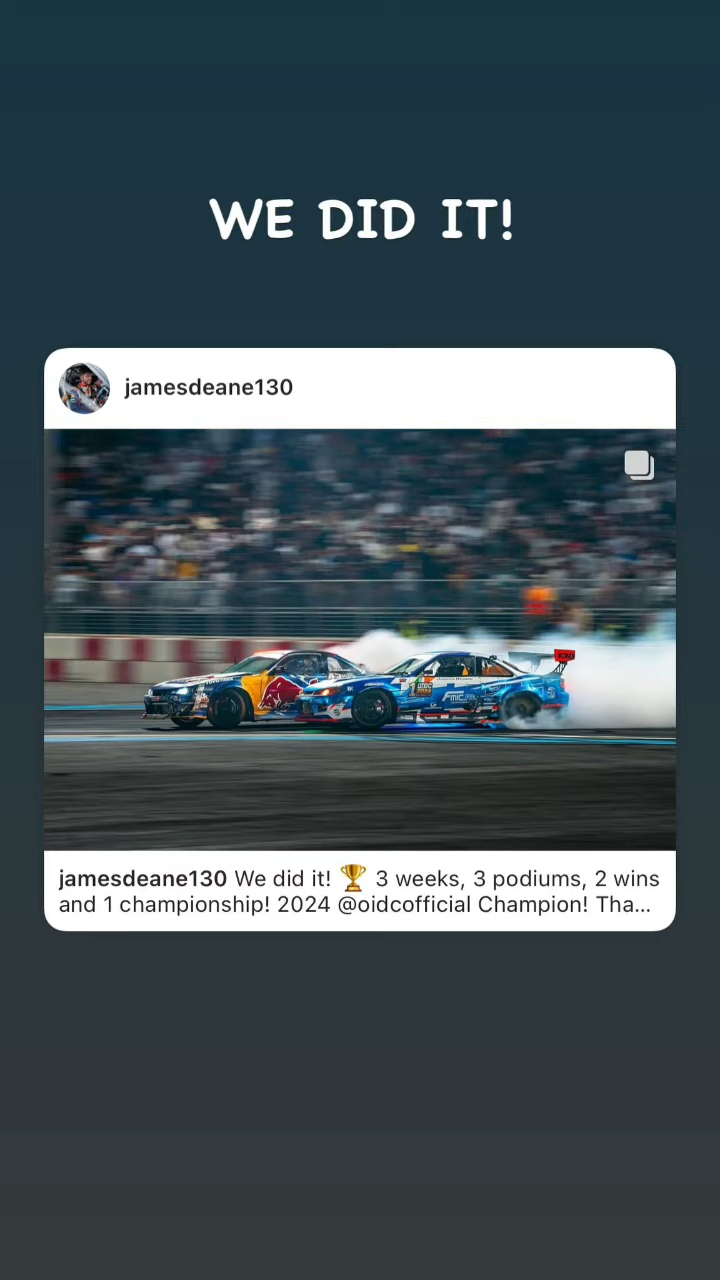 WE DID IT!
jamesdeane130
jamesdeane130 We did it! 🏆 3 weeks, 3 podiums, 2 wins
and 1 championship! 2024 @oidcofficial Champion! Tha...